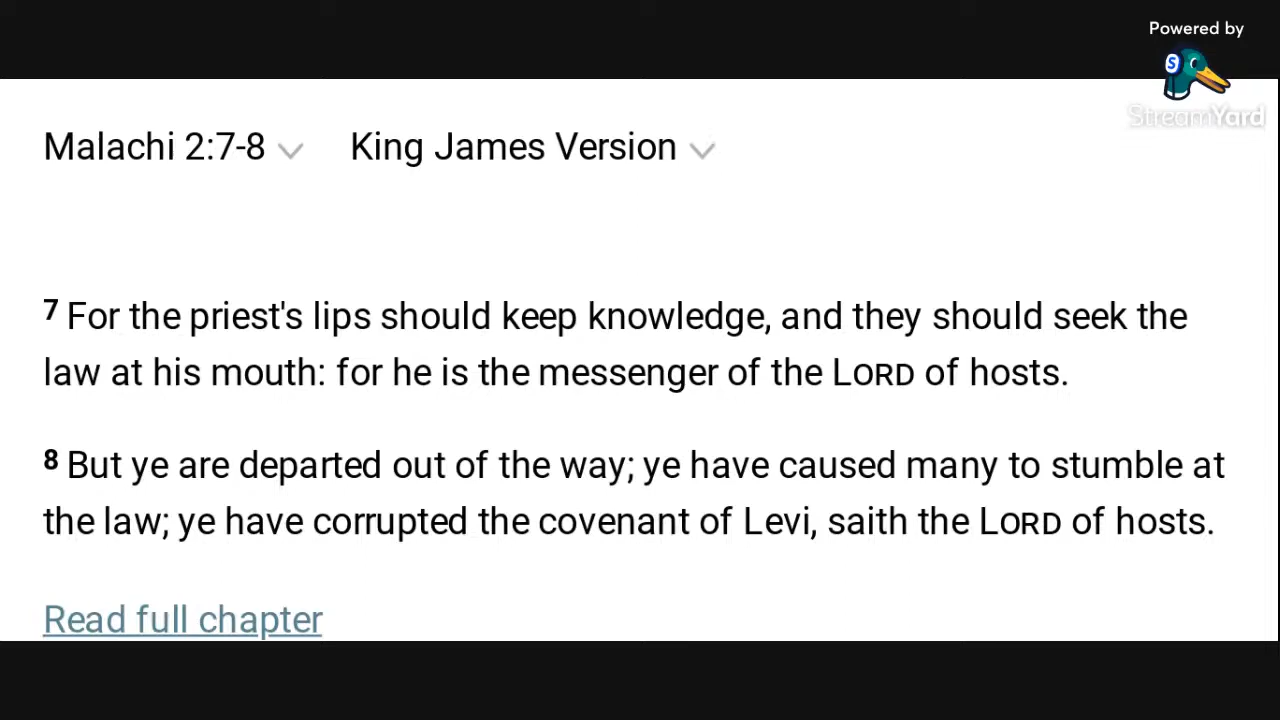 Powered by
S
StreamYard
Malachi 2:7-8 King James Version
7 For the priest's lips should keep knowledge, and they should seek the
law at his mouth: for he is the messenger of the LORD of hosts.
8 But ye are departed out of the way; ye have caused many to stumble at
the law; ye have corrupted the covenant of Levi, saith the LORD of hosts.
Read full chapter